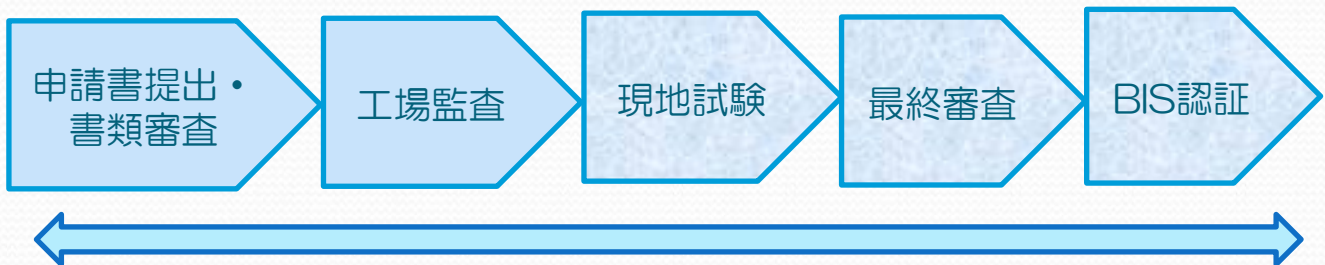 申請書提出・
書類審査
工場監査
現地試験
最終審査
BIS認証